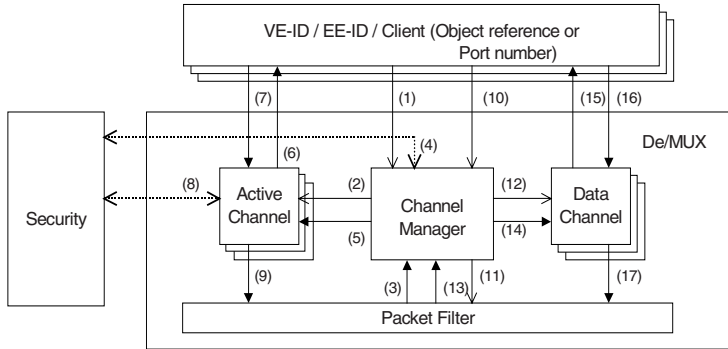 VE-ID / EE-ID / Client (Object reference or
Port number)
(7)
(1)
(10)
(15)
(16)
(4)
De/MUX
(6)
(8)
(2)
(12)
Active
Channel
Channel
Manager
Data
Channel
Security
(5)
(14)
(9)
(3)
(13)
(11)
(17)
Packet Filter